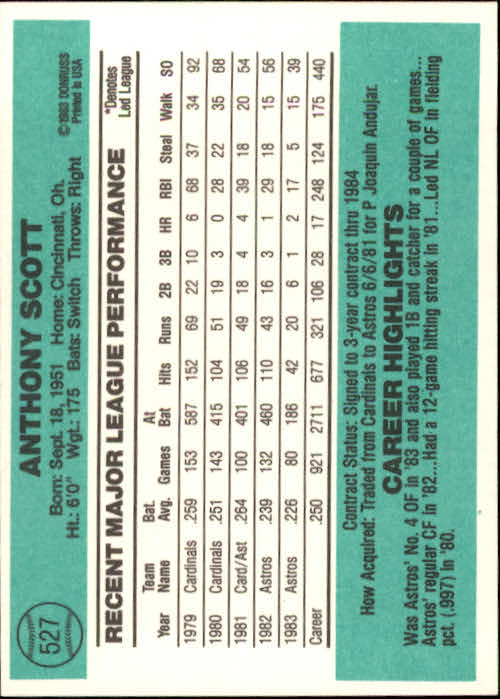 527
ANTHONY SCOTT
Born: Sept. 18, 1951 Home: Cincinnati, Oh.
Ht.: 6'0" Wgt.: 175 Bats: Switch Throws: Right
©1983 DONRUSS
Printed in USA
RECENT MAJOR LEAGUE PERFORMANCE
*Denotes
Led League
Year Team Name Bat. Avg. Games At Bat Hits Runs 2B 3B HR RBI Steal Walk SO
1979 Cardinals .259 153 587 152 69 22 10 6 68 37 34 92
1980 Cardinals .251 143 415 104 51 19 3 0 28 22 35 68
1981 Card/Ast .264 100 401 106 49 18 4 4 39 18 20 54
1982 Astros .239 132 460 110 43 16 3 1 29 18 15 56
1983 Astros .226 80 186 42 20 6 1 2 17 5 15 39
Career .250 921 2711 677 321 106 28 17 248 124 175 440
Contract Status: Signed to 3-year contract thru 1984
How Acquired: Traded from Cardinals to Astros 6/6/81 for P Joaquin Andujar.
CAREER HIGHLIGHTS
Was Astros' No. 4 OF in '83 and also played 1B and catcher for a couple of games...
Astros' regular CF in '82...Had a 12-game hitting streak in '81...Led NL OF in fielding
pct. (.997) in '80.